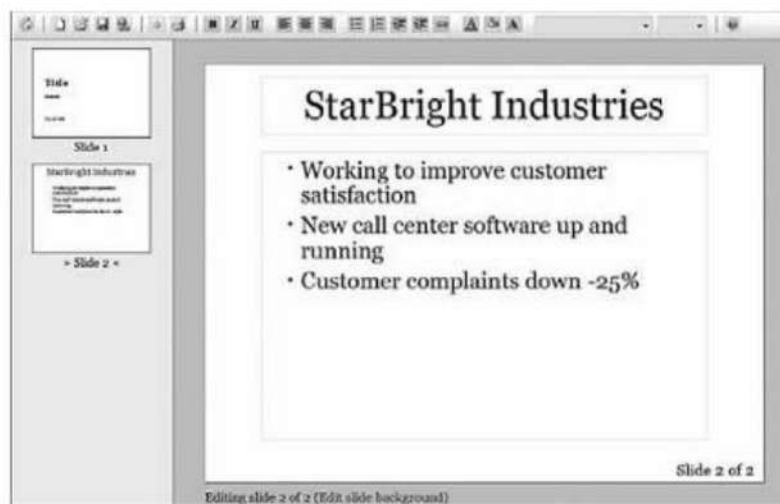 Title
Slide 1
StarBright Industries
> Slide 2 <
StarBright Industries
· Working to improve customer
satisfaction
· New call center software up and
running
· Customer complaints down -25%
Slide 2 of 2
Editing slide 2 of 2 (Edit slide background)